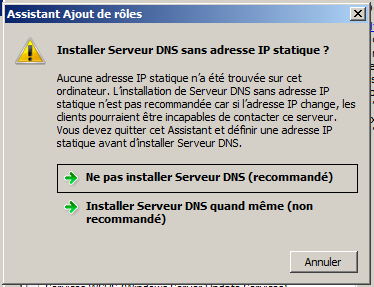 Assistant Ajout de rôles
Installer Serveur DNS sans adresse IP statique ?
Aucune adresse IP statique n'a été trouvée sur cet
ordinateur. L'installation de Serveur DNS sans adresse IP
statique n'est pas recommandée car si l'adresse IP change, les
clients pourraient être incapables de contacter ce serveur.
Vous devez quitter cet Assistant et définir une adresse IP
statique avant d'installer Serveur DNS.
Ne pas installer Serveur DNS (recommandé)
Installer Serveur DNS quand même (non
recommandé)
Annuler